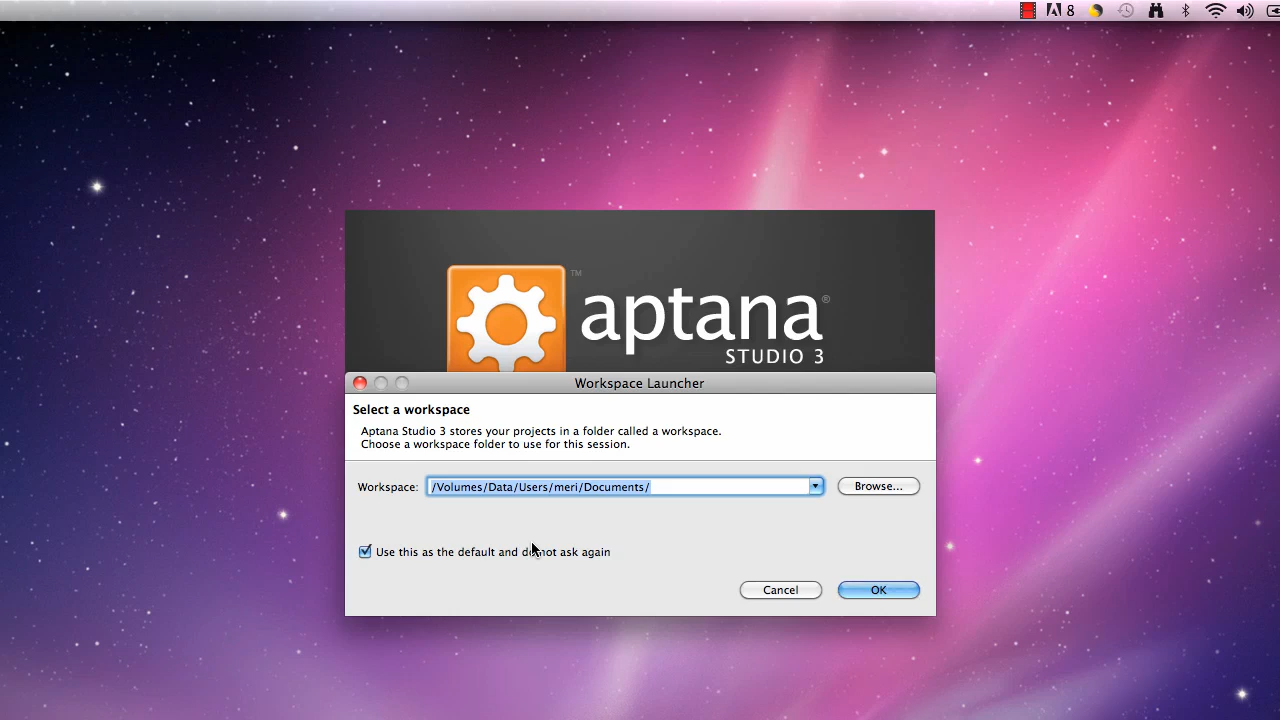 8
aptana®
STUDIO 3
™
Workspace Launcher
Select a workspace
Aptana Studio 3 stores your projects in a folder called a workspace.
Choose a workspace folder to use for this session.
Workspace: /Volumes/Data/Users/meri/Documents/ Browse...
Use this as the default and do not ask again
Cancel OK